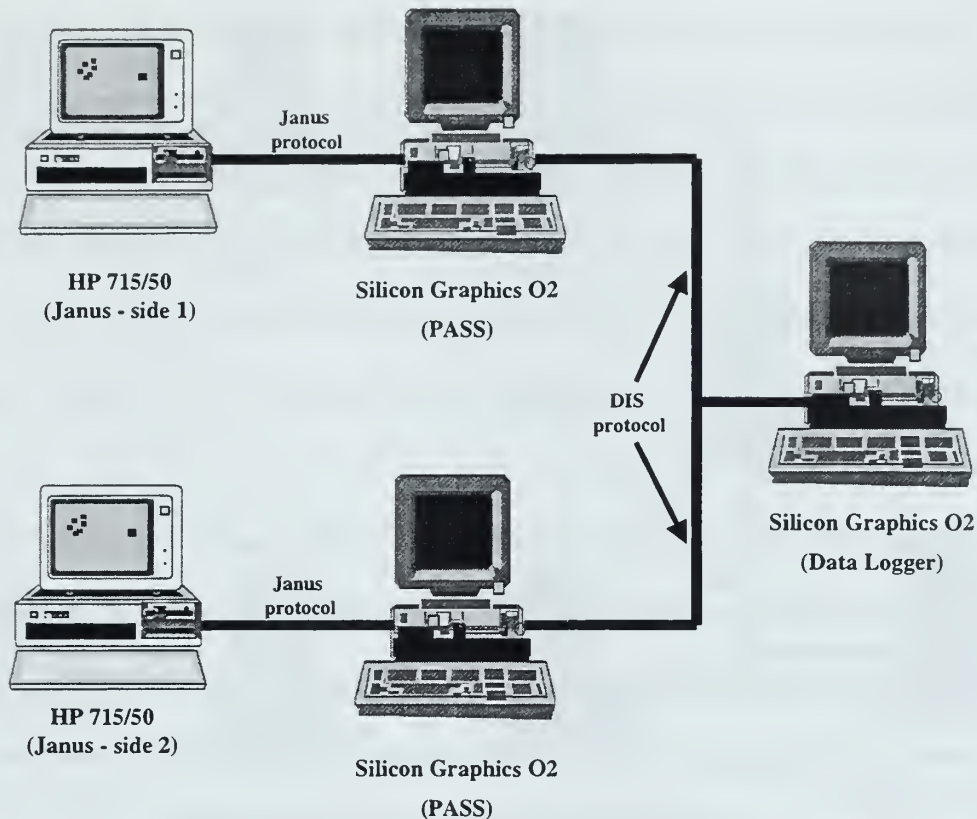 Janus
protocol
HP 715/50
(Janus - side 1)
Silicon Graphics O2
(PASS)
DIS
protocol
Silicon Graphics O2
(Data Logger)
Janus
protocol
HP 715/50
(Janus - side 2)
Silicon Graphics O2
(PASS)